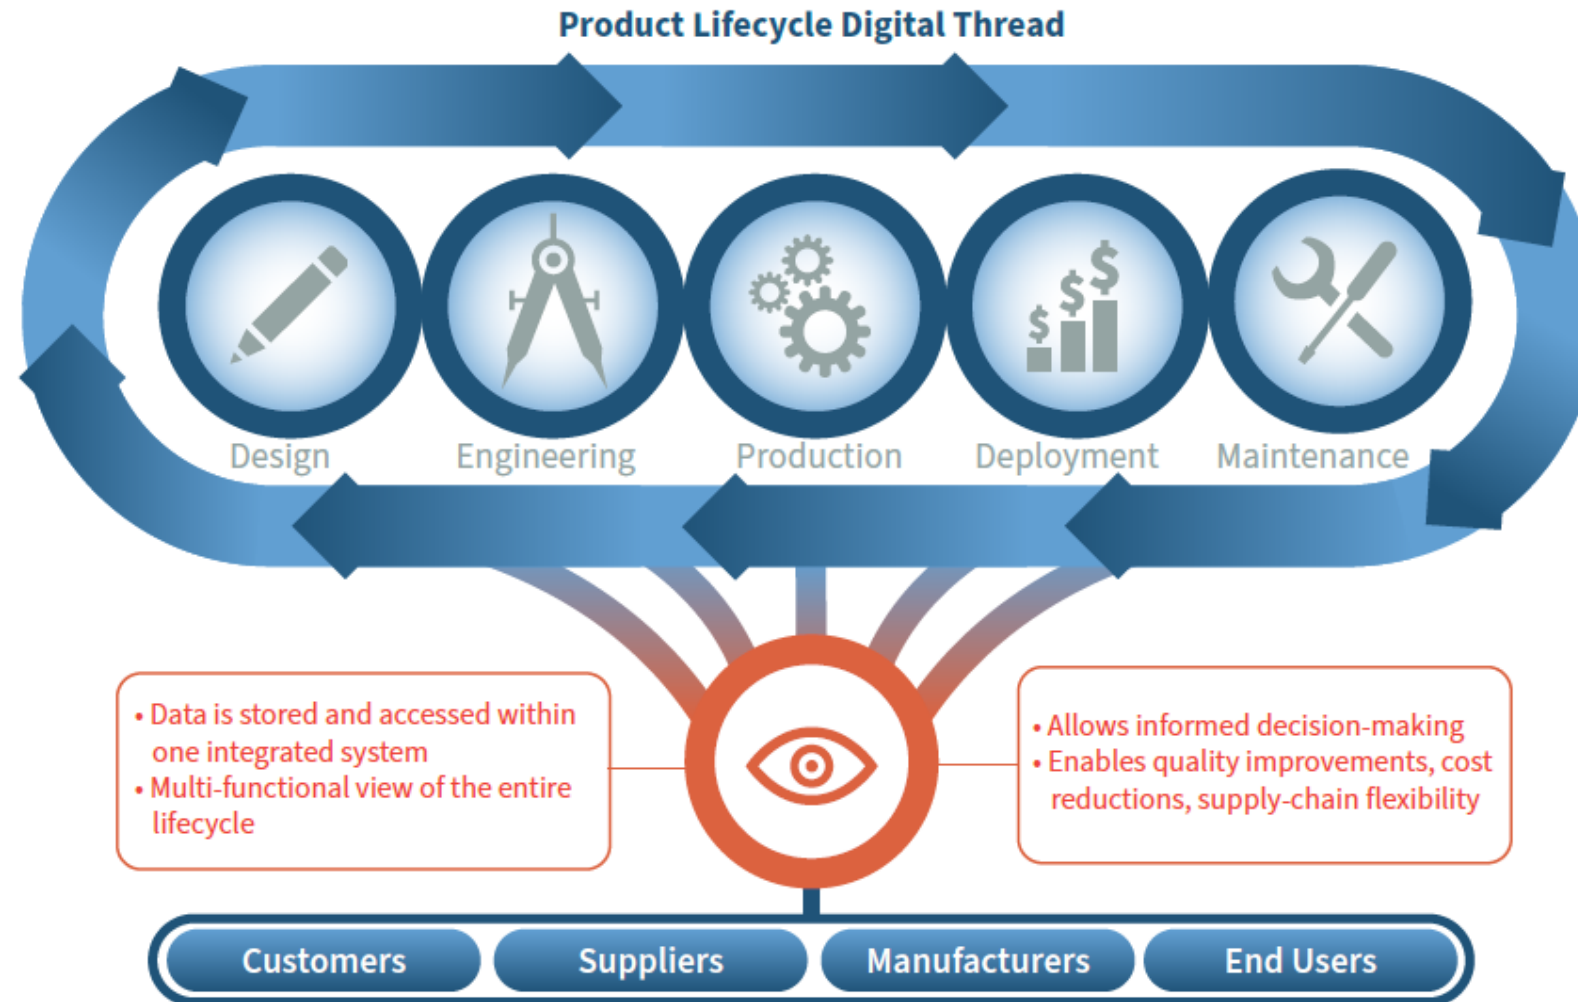 Product Lifecycle Digital Thread
$ $ $
Design Engineering Production Deployment Maintenance
• Data is stored and accessed within
one integrated system
• Multi-functional view of the entire
lifecycle
• Allows informed decision-making
• Enables quality improvements, cost
reductions, supply-chain flexibility
Customers Suppliers Manufacturers End Users